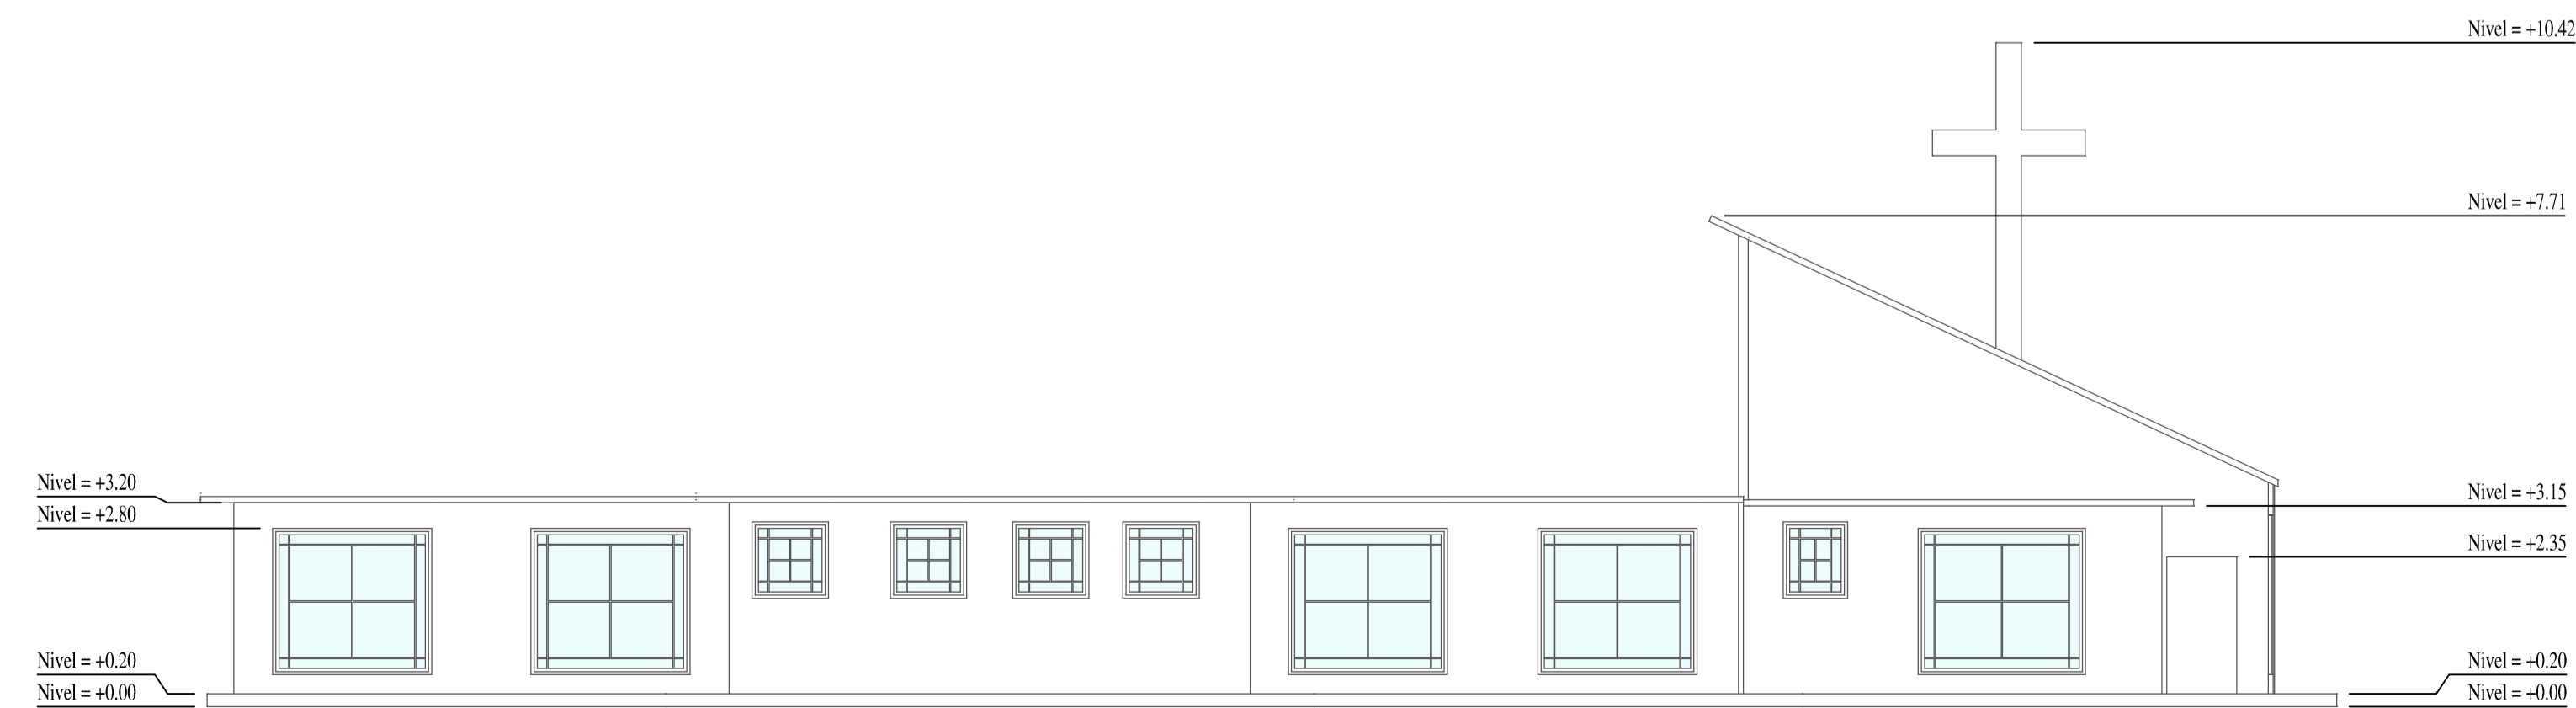 Nivel = +10.42
Nivel = +7.71
Nivel = +3.20
Nivel = +3.15
Nivel = +2.80
Nivel = +2.35
Nivel = +0.20
Nivel = +0.20
Nivel = +0.00
Nivel = +0.00